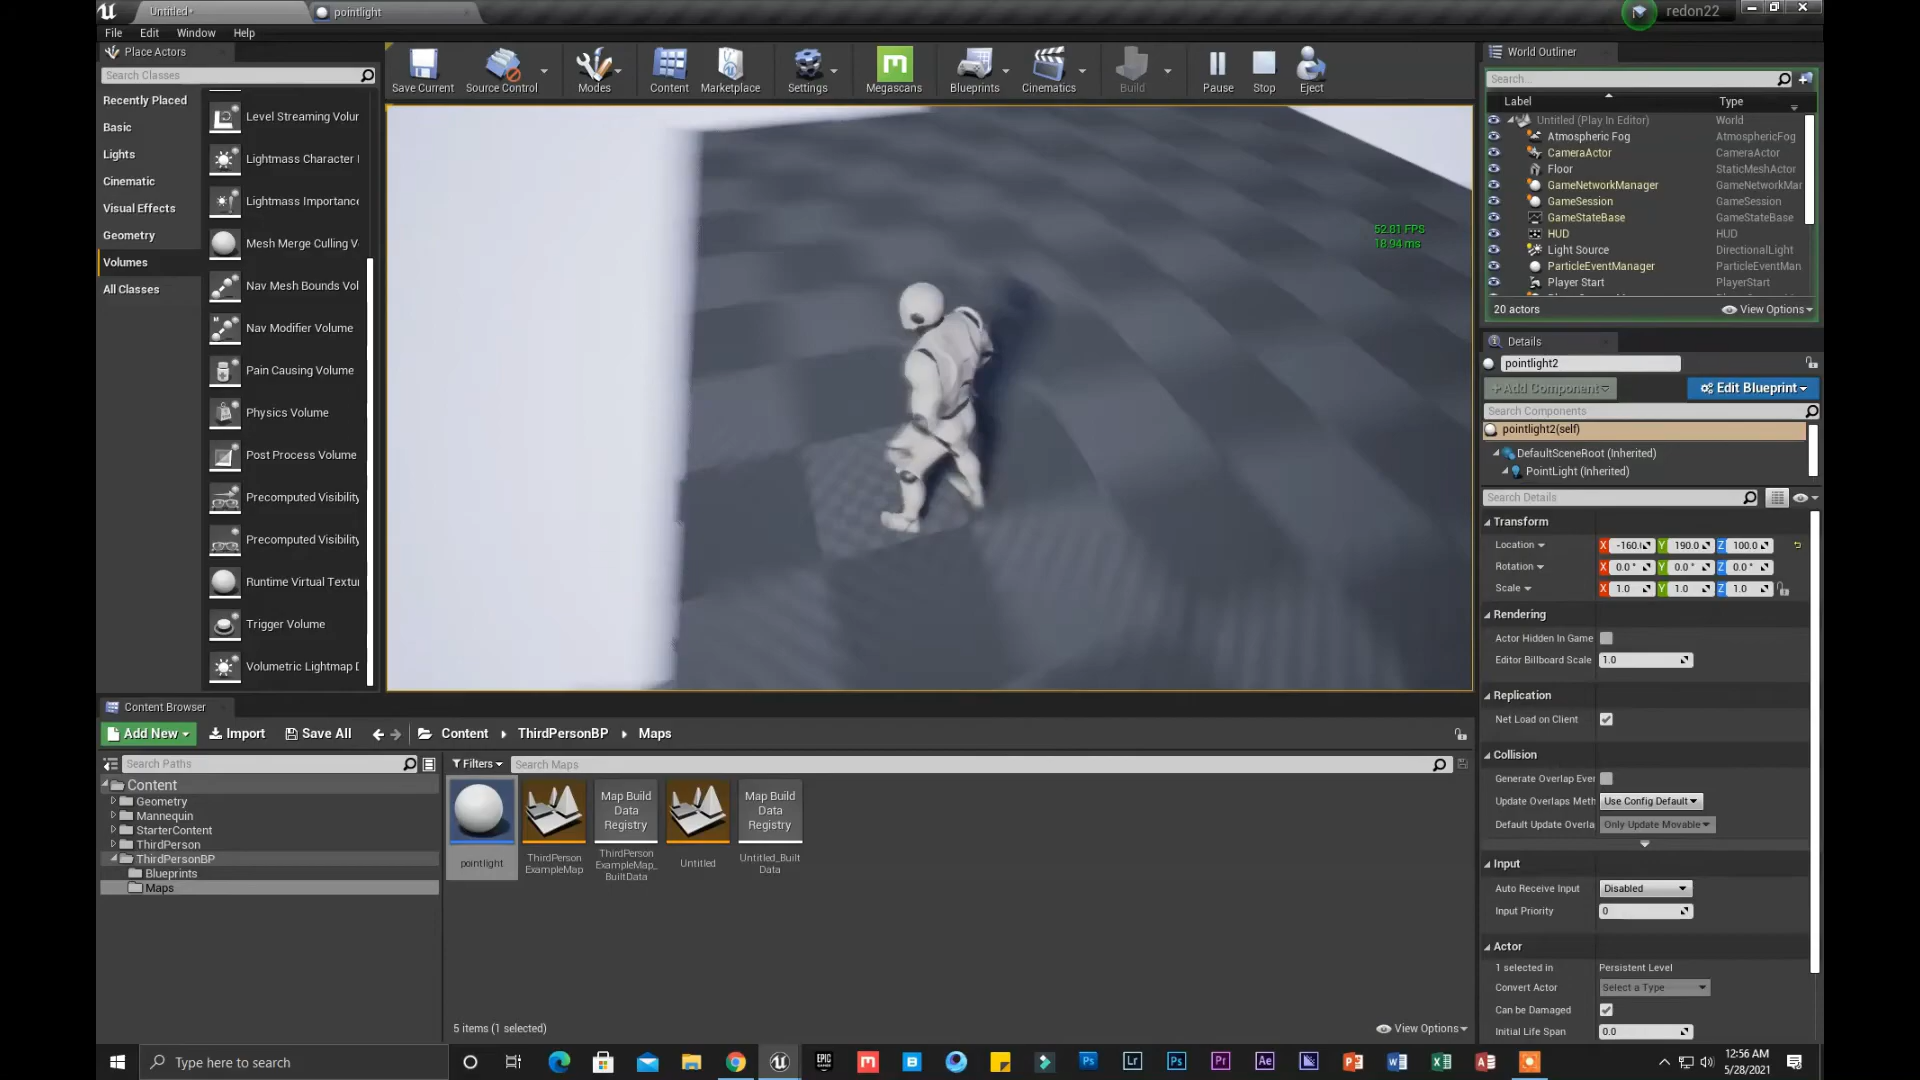 Untitled•
pointlight
redon22
File
Edit
Window
Help
Place Actors
Search Classes
Recently Placed
Basic
Lights
Cinematic
Visual Effects
Geometry
Volumes
All Classes
Level Streaming Volur
Lightmass Character I
Lightmass Importance
Mesh Merge Culling V
Nav Mesh Bounds Vol
Nav Modifier Volume
Pain Causing Volume
Physics Volume
Post Process Volume
Precomputed Visibility
Precomputed Visibility
Runtime Virtual Textur
Trigger Volume
Volumetric Lightmap D
Save Current
Source Control
Modes
Content
Marketplace
Settings
Megascans
Blueprints
Cinematics
Build
Pause
Stop
Eject
52.81 FPS
18.94 ms
World Outliner
Search...
Label
Type
Untitled (Play In Editor)
World
Atmospheric Fog
AtmosphericFog
CameraActor
CameraActor
Floor
StaticMeshActor
GameNetworkManager
GameNetworkMar
GameSession
GameSession
GameStateBase
GameStateBase
HUD
HUD
Light Source
DirectionalLight
ParticleEventManager
ParticleEventMan
Player Start
PlayerStart
20 actors
View Options
Details
pointlight2
+Add Component
Edit Blueprint
Search Components
pointlight2(self)
DefaultSceneRoot (Inherited)
PointLight (Inherited)
Search Details
Transform
Location
X -160.(
Y 190.0
Z 100.0
Rotation
X 0.0 °
Y 0.0 °
Z 0.0 °
Scale
X 1.0
Y 1.0
Z 1.0
Rendering
Actor Hidden In Game
Editor Billboard Scale
1.0
Replication
Net Load on Client
Collision
Generate Overlap Ever
Update Overlaps Meth
Use Config Default
Default Update Overla
Only Update Movable
Input
Auto Receive Input
Disabled
Input Priority
0
Actor
1 selected in
Persistent Level
Convert Actor
Select a Type
Can be Damaged
Initial Life Span
0.0
Content Browser
Add New
Import
Save All
Content
ThirdPersonBP
Maps
Search Paths
Filters
Search Maps
Content
Geometry
Mannequin
StarterContent
ThirdPerson
ThirdPersonBP
Blueprints
Maps
pointlight
ThirdPerson
ExampleMap
Map Build
Data
Registry
ThirdPerson
ExampleMap_
BuiltData
Untitled
Map Build
Data
Registry
Untitled_Built
Data
5 items (1 selected)
View Options
Type here to search
EPIC
GAMES
Ps
Lr
Ps
Pr
Ae
12:56 AM
5/28/2021